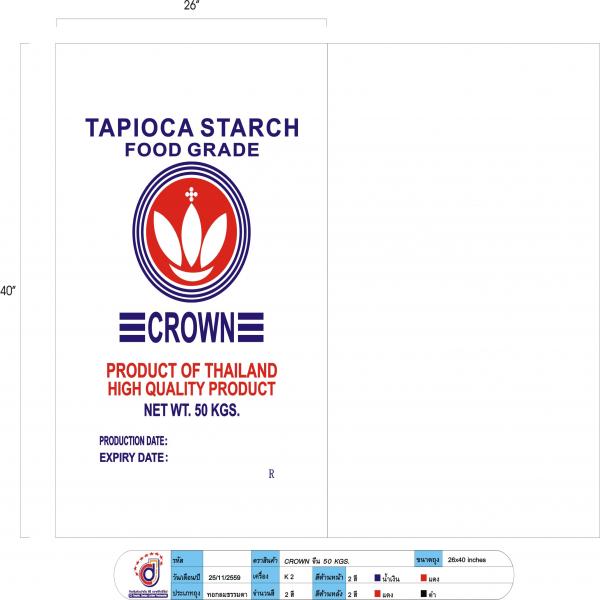 26"
40"
TAPIOCA STARCH
FOOD GRADE
CROWN
PRODUCT OF THAILAND
HIGH QUALITY PRODUCT
NET WT. 50 KGS.
PRODUCTION DATE:
EXPIRY DATE:
R
รหัส ตราสินค้า CROWN จีน 50 KGS. ขนาดถุง 26x40 Inches
วันเดือนปี 25/11/2559 เครื่อง K 2 สีด้านหน้า 2 สี น้ำเงิน แดง
ประเภทถุง ทอกลมธรรมดา จำนวนสี 2 สี สีด้านหลัง 2 สี แดง ดำ